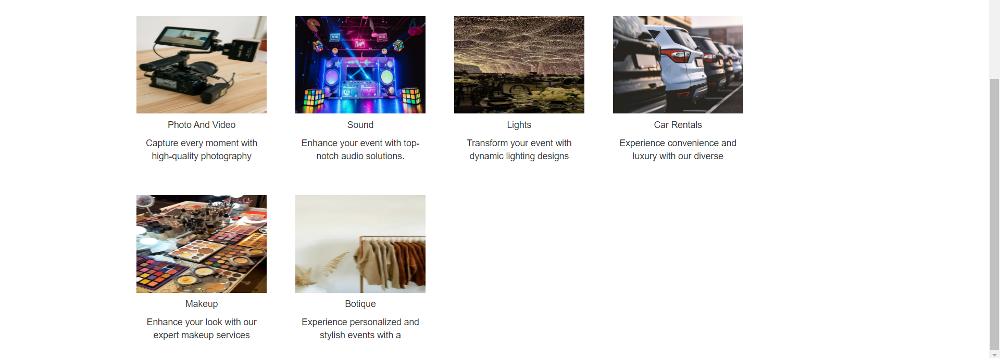 Photo And Video
Capture every moment with
high-quality photography
Sound
Enhance your event with top-
notch audio solutions.
Lights
Transform your event with
dynamic lighting designs
Car Rentals
Experience convenience and
luxury with our diverse
Makeup
Enhance your look with our
expert makeup services
Botique
Experience personalized and
stylish events with a